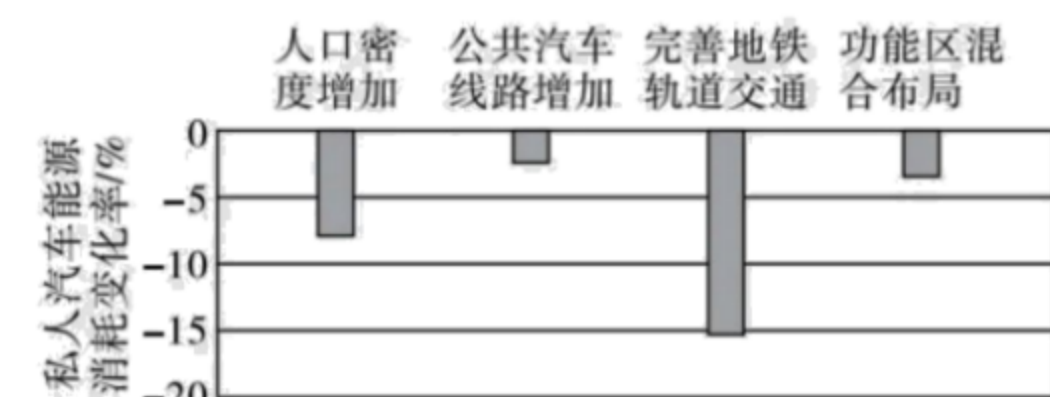 人口密 公共汽车 完善地铁 功能区混
度增加 线路增加 轨道交通 合布局
私人汽车能源
消耗变化率/%
0
-5
-10
-15
-20